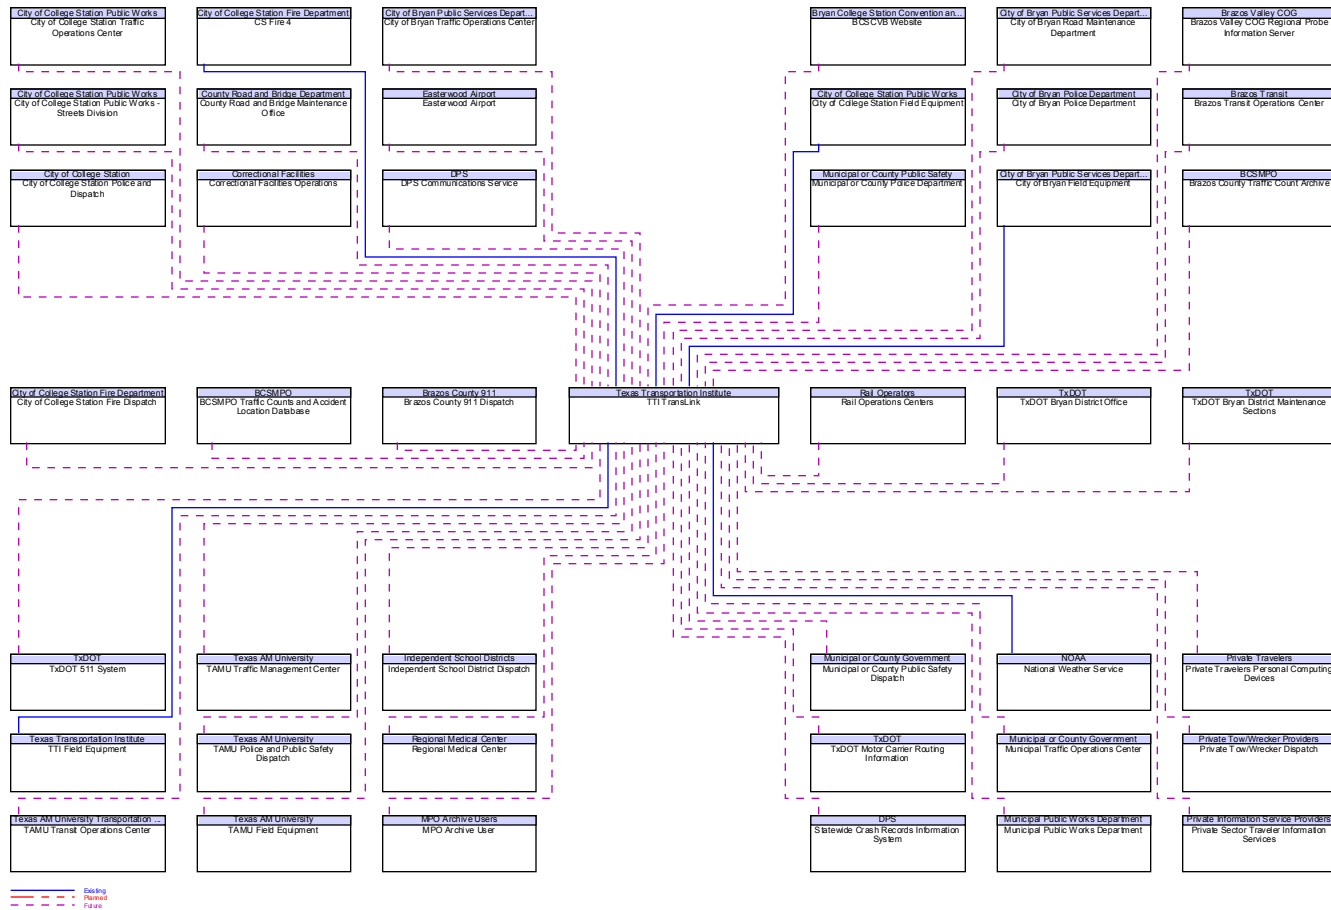 City of College Station Public Works
City of College Station Traffic
Operations Center
City of College Station Fire Department
CS Fire 4
City of Bryan Public Services Depart...
City of Bryan Traffic Operations Center
Bryan College Station Convention an...
BCSCVB Website
City of Bryan Public Services Depart...
City of Bryan Road Maintenance
Department
Brazos Valley COG
Brazos Valley COG Regional Probe
Information Server
City of College Station Public Works
City of College Station Public Works -
Streets Division
County Road and Bridge Department
County Road and Bridge Maintenance
Office
Easterwood Airport
Easterwood Airport
City of College Station Public Works
City of College Station Field Equipment
City of Bryan Police Department
City of Bryan Police Department
Brazos Transit
Brazos Transit Operations Center
City of College Station
City of College Station Police and
Dispatch
Correctional Facilities
Correctional Facilities Operations
DPS
DPS Communications Service
Municipal or County Public Safety
Municipal or County Police Department
City of Bryan Public Services Depart...
City of Bryan Field Equipment
BCSMPO
Brazos County Traffic Count Archive
City of College Station Fire Department
City of College Station Fire Dispatch
BCSMPO
BCSMPO Traffic Counts and Accident
Location Database
Brazos County 911
Brazos County 911 Dispatch
Texas Transportation Institute
TTI TransLink
Rail Operators
Rail Operations Centers
TxDOT
TxDOT Bryan District Office
TxDOT
TxDOT Bryan District Maintenance
Sections
TxDOT
TxDOT 511 System
Texas AM University
TAMU Traffic Management Center
Independent School Districts
Independent School District Dispatch
Municipal or County Government
Municipal or County Public Safety
Dispatch
NOAA
National Weather Service
Private Travelers
Private Travelers Personal Computing
Devices
Texas Transportation Institute
TTI Field Equipment
Texas AM University
TAMU Police and Public Safety
Dispatch
Regional Medical Center
Regional Medical Center
TxDOT
TxDOT Motor Carrier Routing
Information
Municipal or County Government
Municipal Traffic Operations Center
Private Tow/Wrecker Providers
Private Tow/Wrecker Dispatch
Texas AM University Transportation ...
TAMU Transit Operations Center
Texas AM University
TAMU Field Equipment
MPO Archive Users
MPO Archive User
DPS
Statewide Crash Records Information
System
Municipal Public Works Department
Municipal Public Works Department
Private Information Service Providers
Private Sector Traveler Information
Services
Existing
Planned
Future